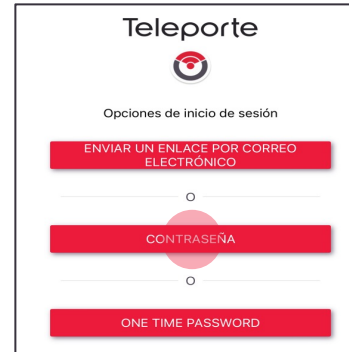 Teleporte
Opciones de inicio de sesión
ENVIAR UN ENLACE POR CORREO
ELECTRÓNICO
O
CONTRASEÑA
O
ONE TIME PASSWORD